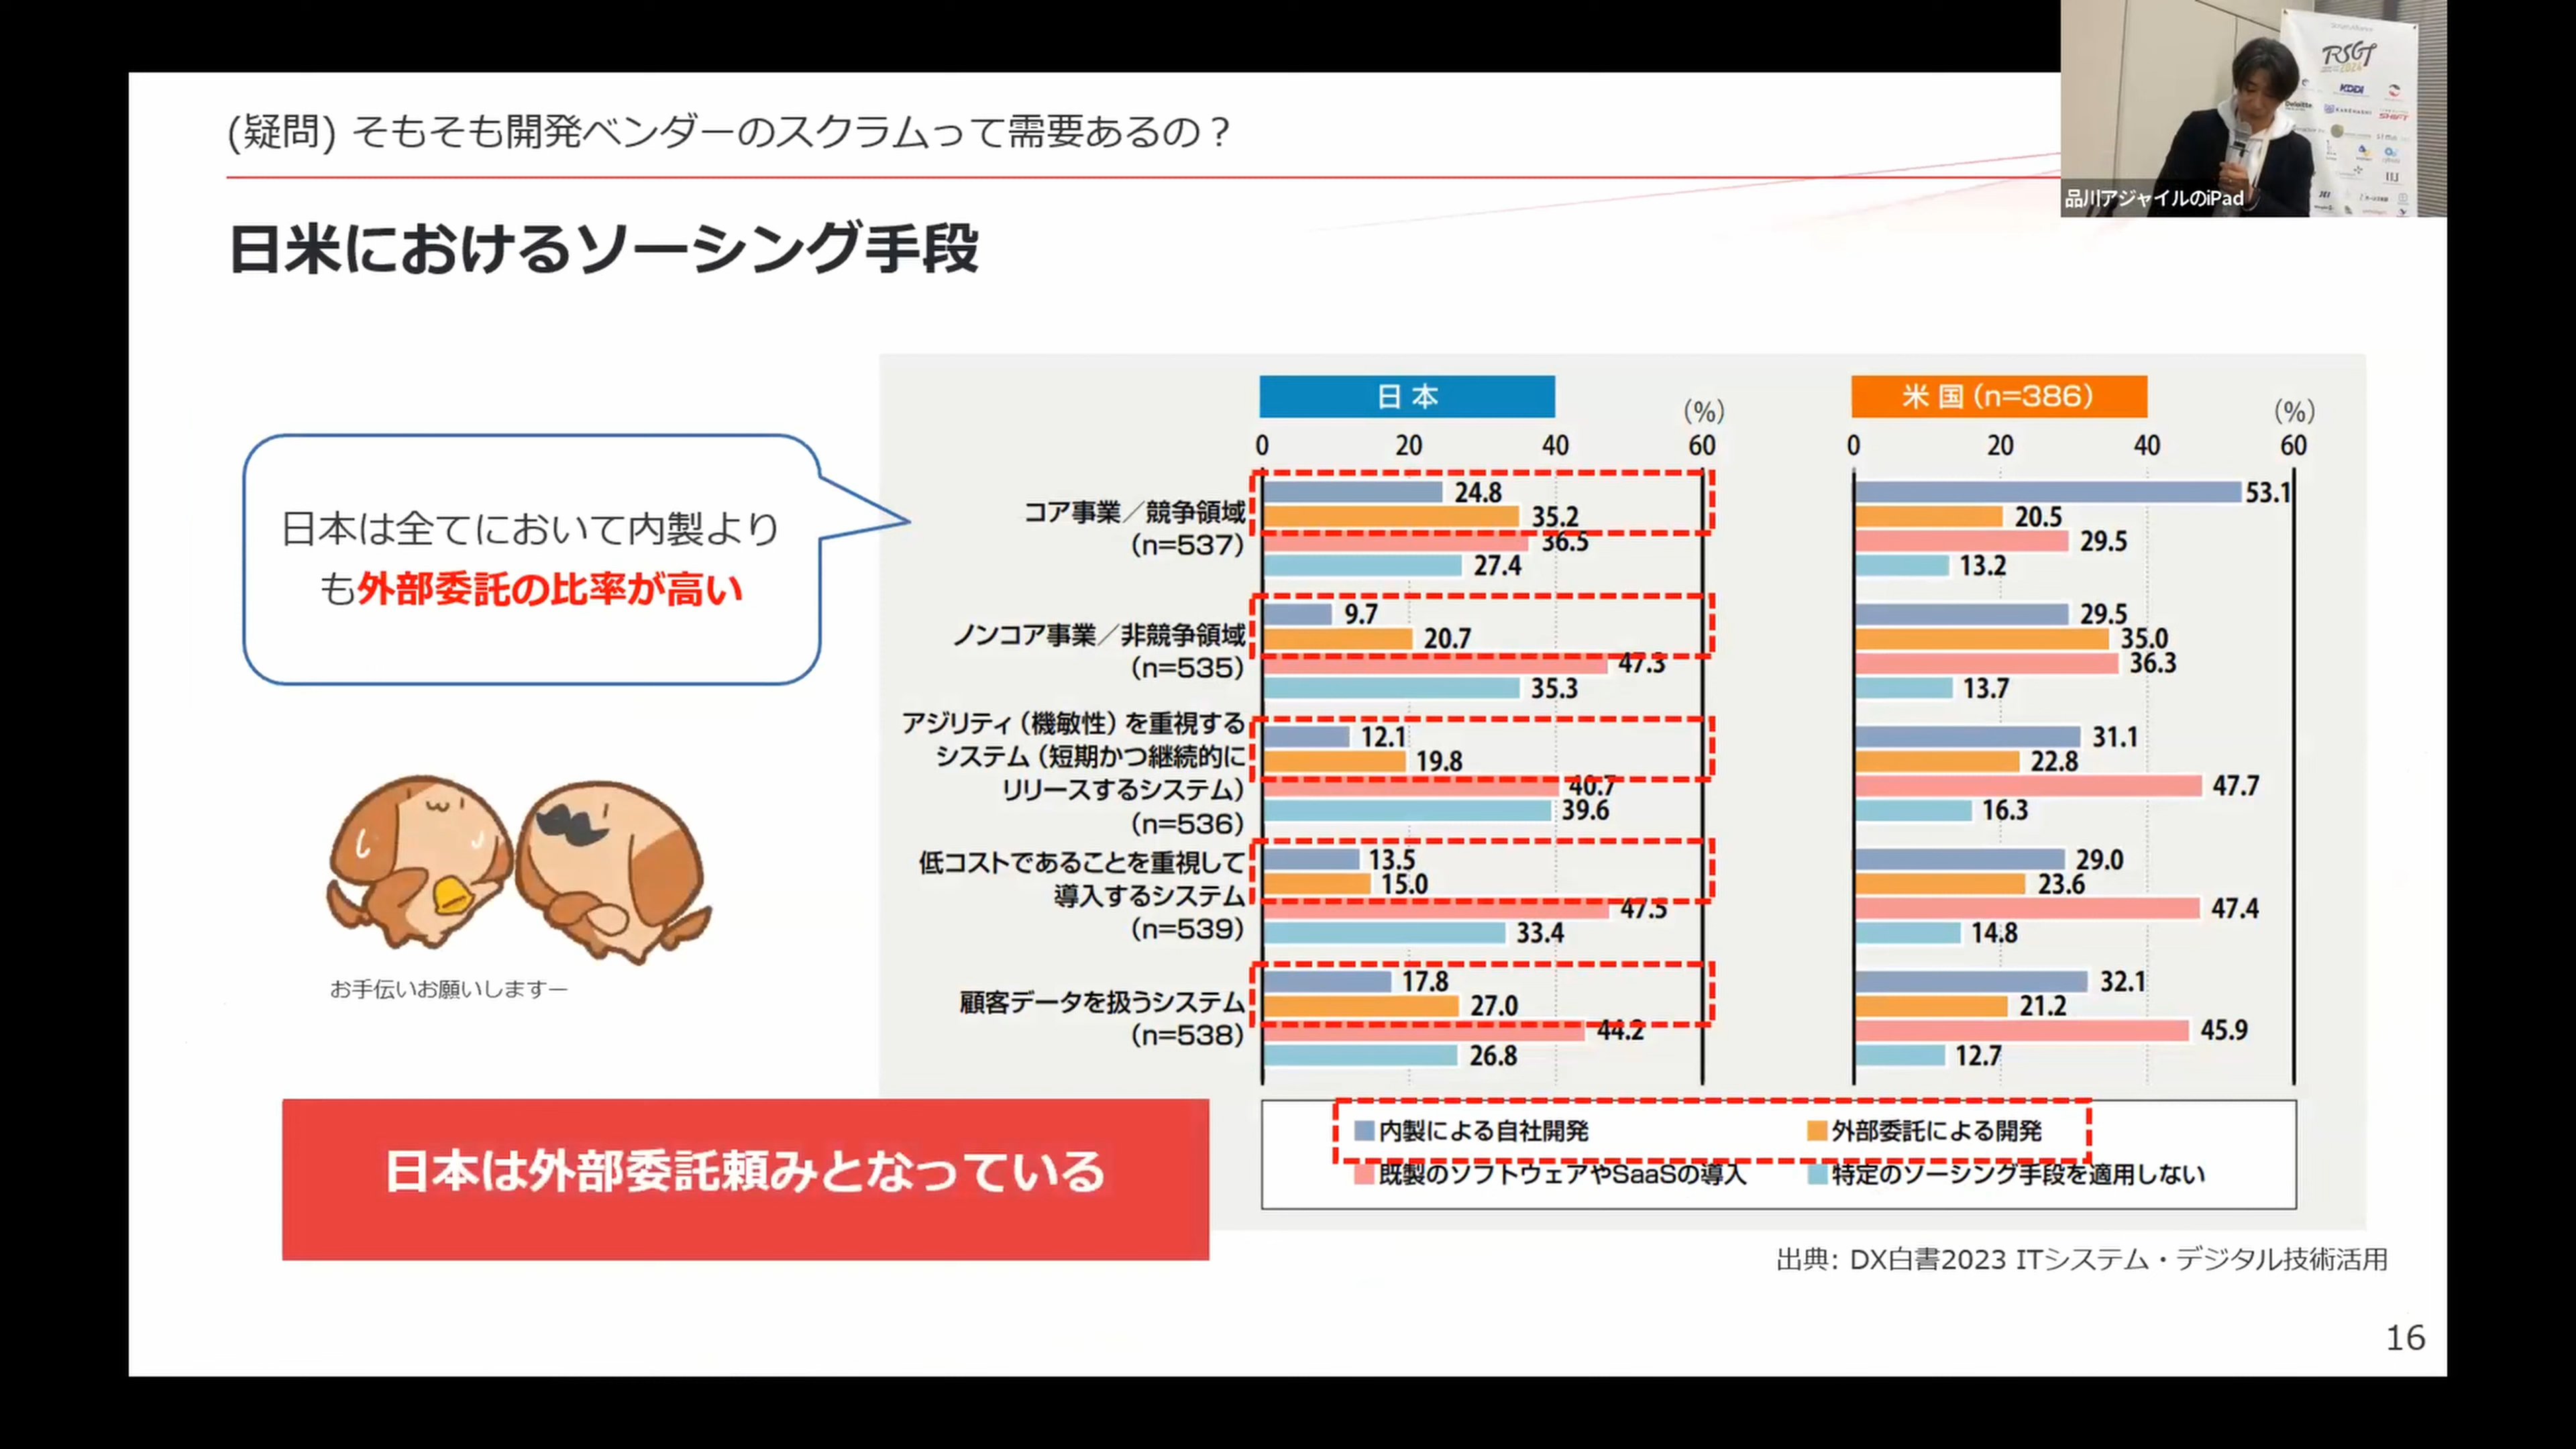 (疑問) そもそも開発ベンダーのスクラムって需要あるの？
RSGT
2024
Deloitte
KDDI
KAKEHASHI
SHIFT
品川アジャイルのiPad
日米におけるソーシング手段
日本は全てにおいて内製より
も外部委託の比率が高い
お手伝いお願いしますー
日本は外部委託頼みとなっている
日 本
(%)
0 20 40 60
米 国 (n=386)
(%)
0 20 40 60
コア事業／競争領域
(n=537)
24.8
35.2
36.5
27.4
53.1
20.5
29.5
13.2
ノンコア事業／非競争領域
(n=535)
9.7
20.7
47.3
35.3
29.5
35.0
36.3
13.7
アジリティ（機敏性）を重視する
システム（短期かつ継続的に
リリースするシステム）
(n=536)
12.1
19.8
40.7
39.6
31.1
22.8
47.7
16.3
低コストであることを重視して
導入するシステム
(n=539)
13.5
15.0
47.5
33.4
29.0
23.6
47.4
14.8
顧客データを扱うシステム
(n=538)
17.8
27.0
44.2
26.8
32.1
21.2
45.9
12.7
内製による自社開発 外部委託による開発
既製のソフトウェアやSaaSの導入 特定のソーシング手段を適用しない
出典: DX白書2023 ITシステム・デジタル技術活用
16